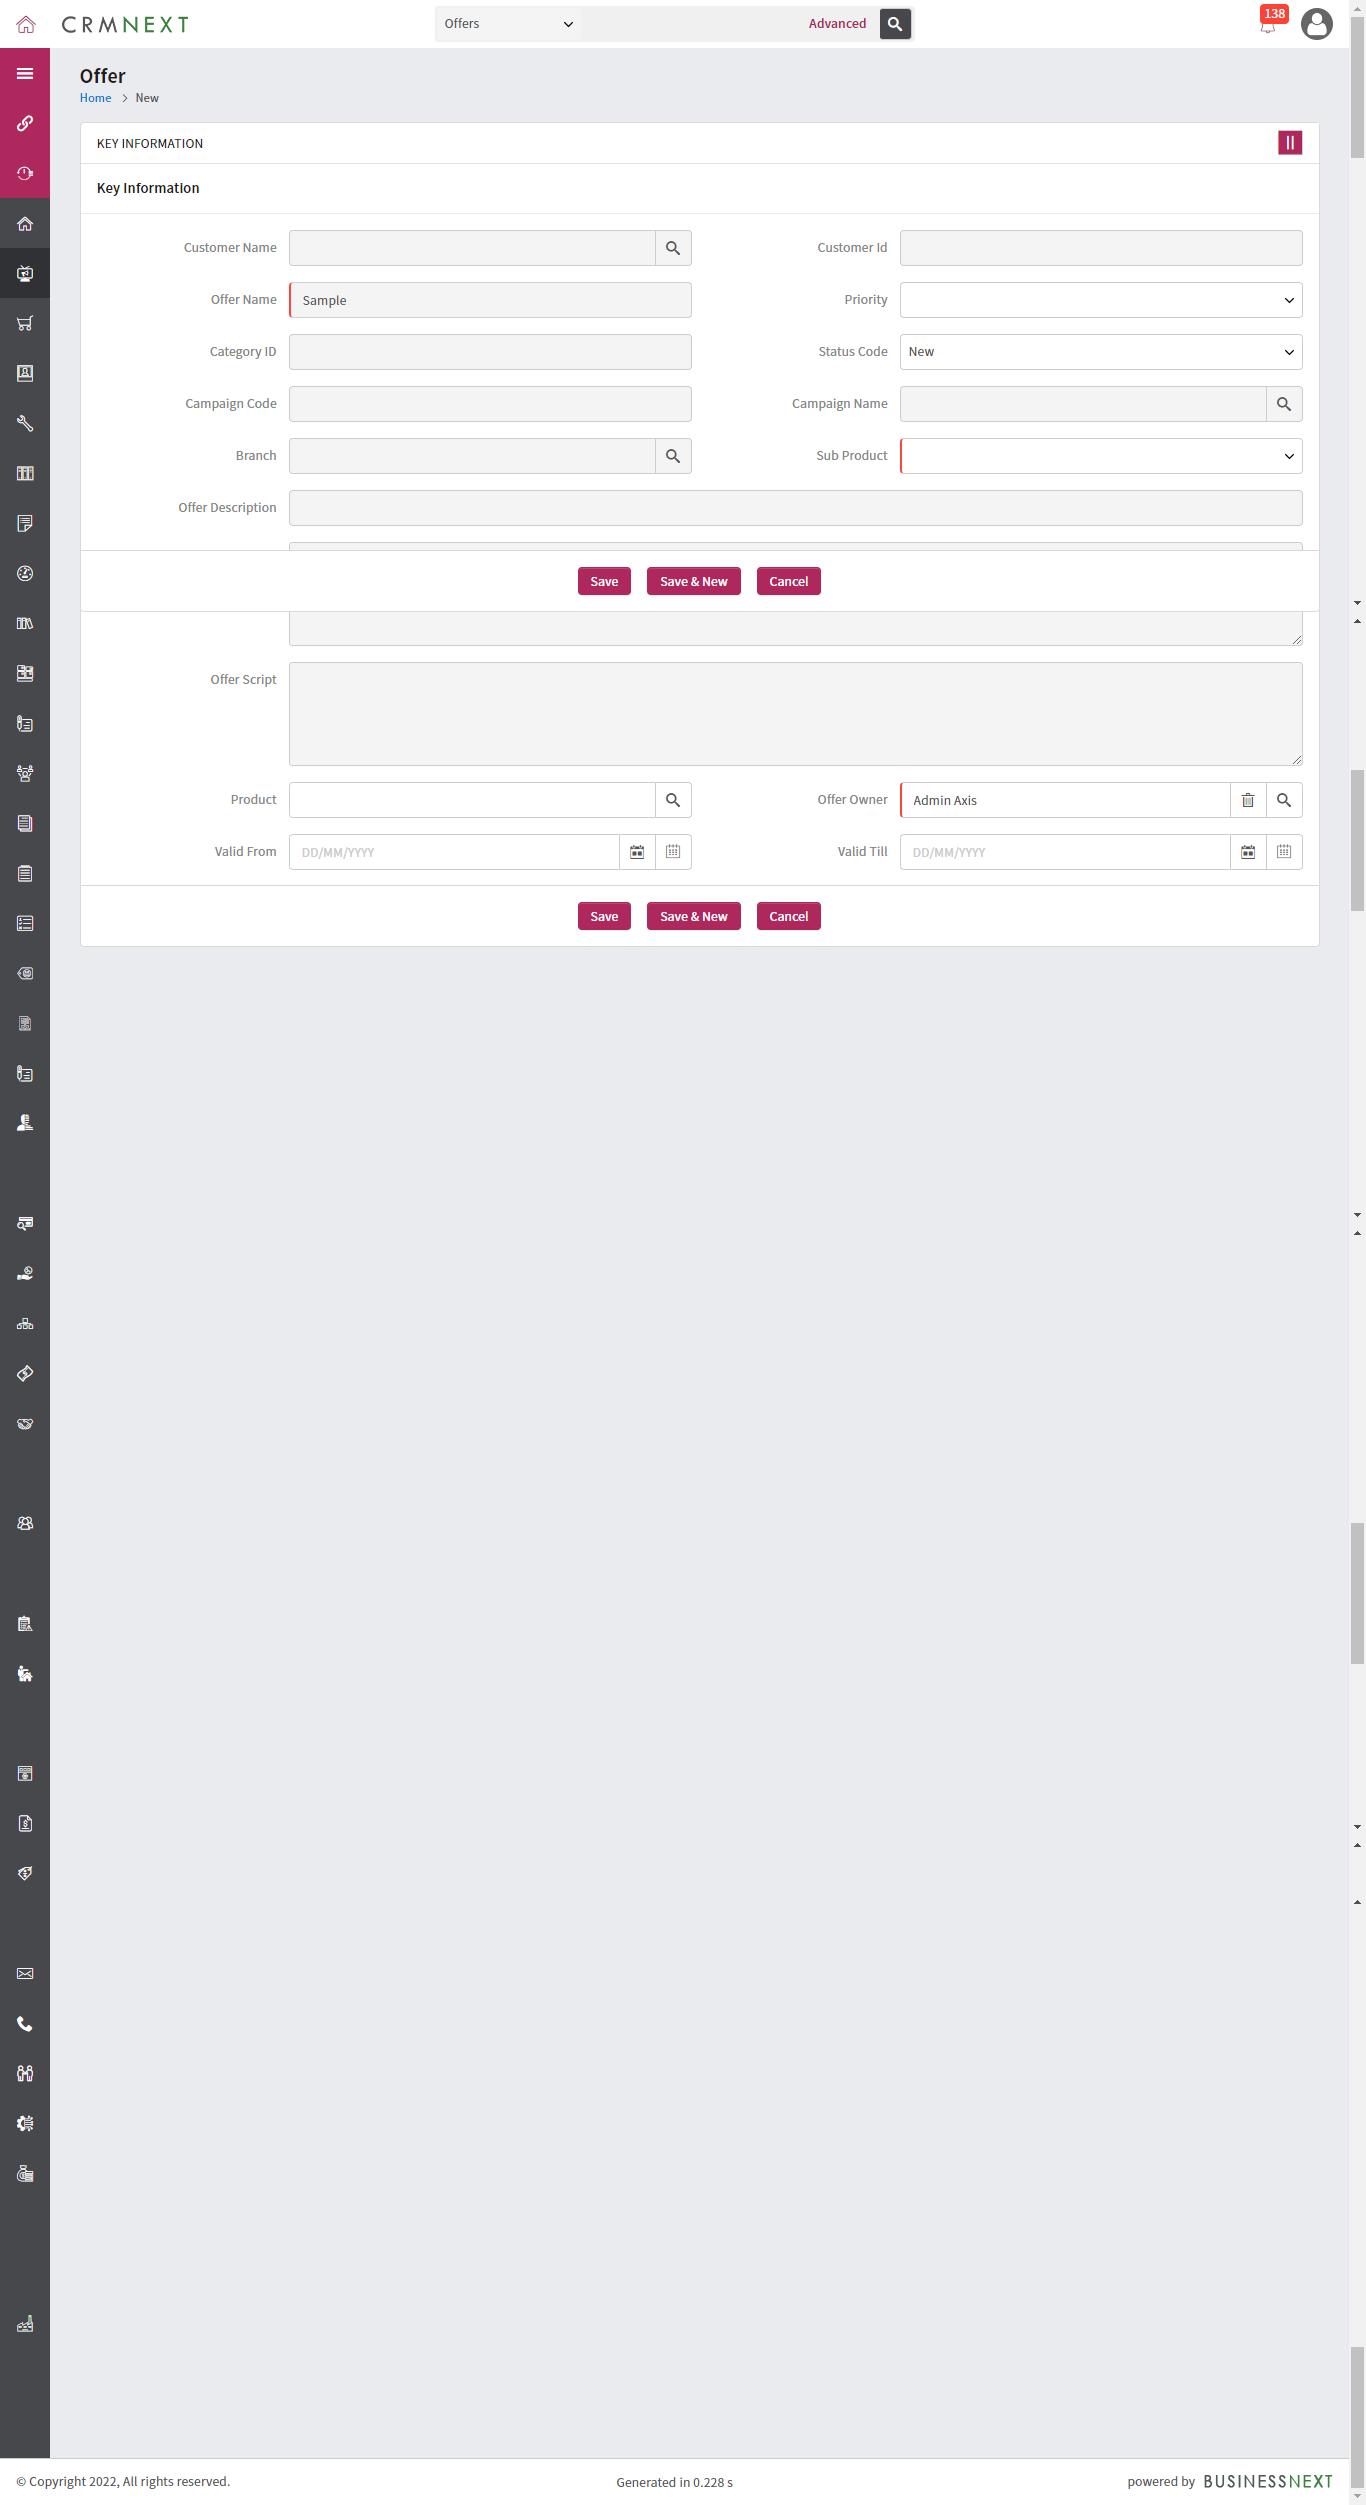 CRMNEXT
Offers
Advanced
138
Offer
Home > New
KEY INFORMATION
Key Information
Customer Name
Customer Id
Offer Name Sample
Priority
Category ID
Status Code New
Campaign Code
Campaign Name
Branch
Sub Product
Offer Description
Save Save & New Cancel
Offer Script
Product
Offer Owner Admin Axis
Valid From DD/MM/YYYY
Valid Till DD/MM/YYYY
Save Save & New Cancel
© Copyright 2022, All rights reserved.
Generated in 0.228 s
powered by BUSINESSNEXT